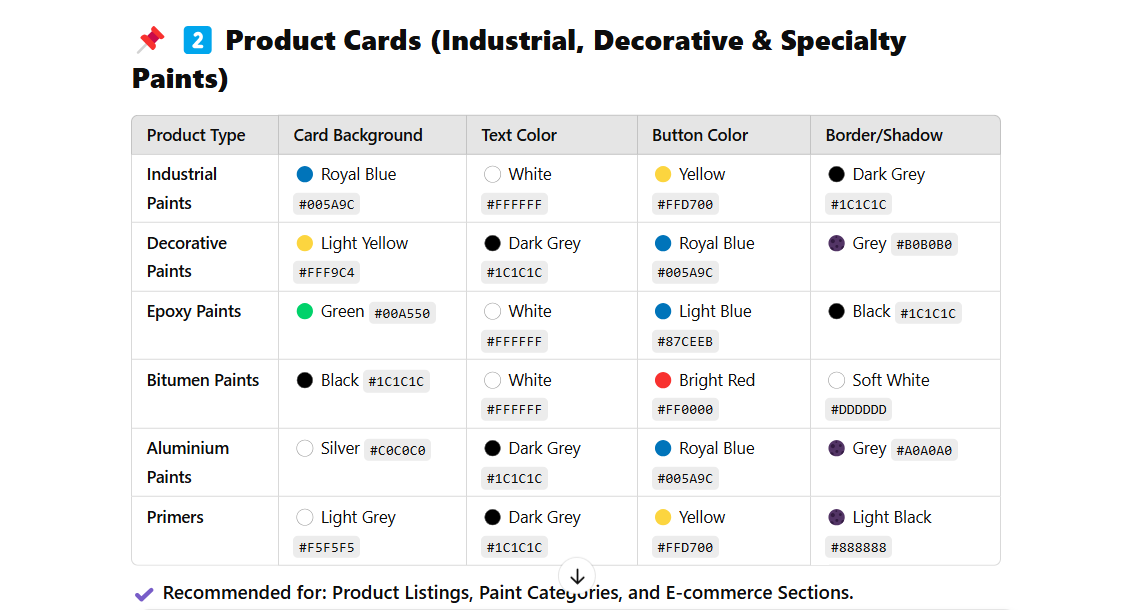 📌 2️⃣ Product Cards (Industrial, Decorative & Specialty
Paints)
Product Type Card Background Text Color Button Color Border/Shadow
Industrial Paints Royal Blue #005A9C White #FFFFFF Yellow #FFD700 Dark Grey #1C1C1C
Decorative Paints Light Yellow #FFF9C4 Dark Grey #1C1C1C Royal Blue #005A9C Grey #B0B0B0
Epoxy Paints Green #00A550 White #FFFFFF Light Blue #87CEEB Black #1C1C1C
Bitumen Paints Black #1C1C1C White #FFFFFF Bright Red #FF0000 Soft White #DDDDDD
Aluminium Paints Silver #C0C0C0 Dark Grey #1C1C1C Royal Blue #005A9C Grey #A0A0A0
Primers Light Grey #F5F5F5 Dark Grey #1C1C1C Yellow #FFD700 Light Black #888888
✔ Recommended for: Product Listings, Paint Categories, and E-commerce Sections.